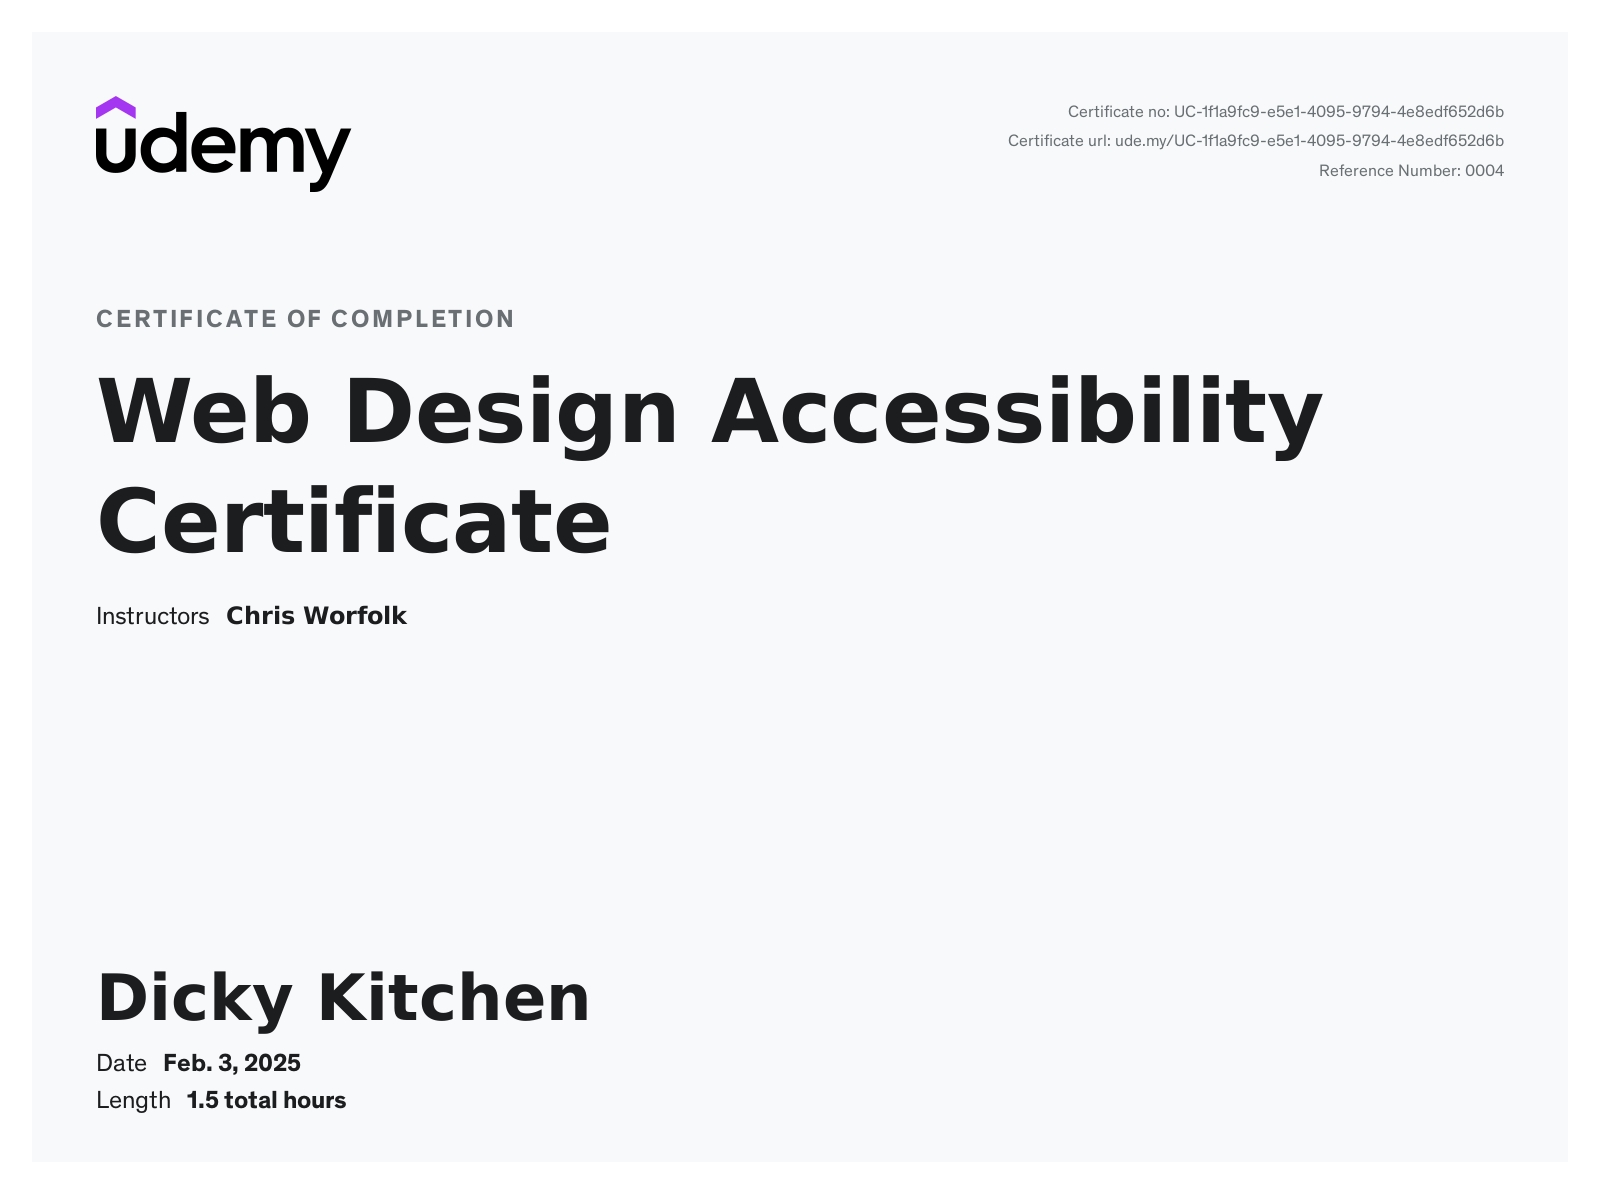 udemy
Certificate no: UC-1f1a9fc9-e5e1-4095-9794-4e8edf652d6b
Certificate url: ude.my/UC-1f1a9fc9-e5e1-4095-9794-4e8edf652d6b
Reference Number: 0004
CERTIFICATE OF COMPLETION
Web Design Accessibility
Certificate
Instructors Chris Worfolk
Dicky Kitchen
Date Feb. 3, 2025
Length 1.5 total hours